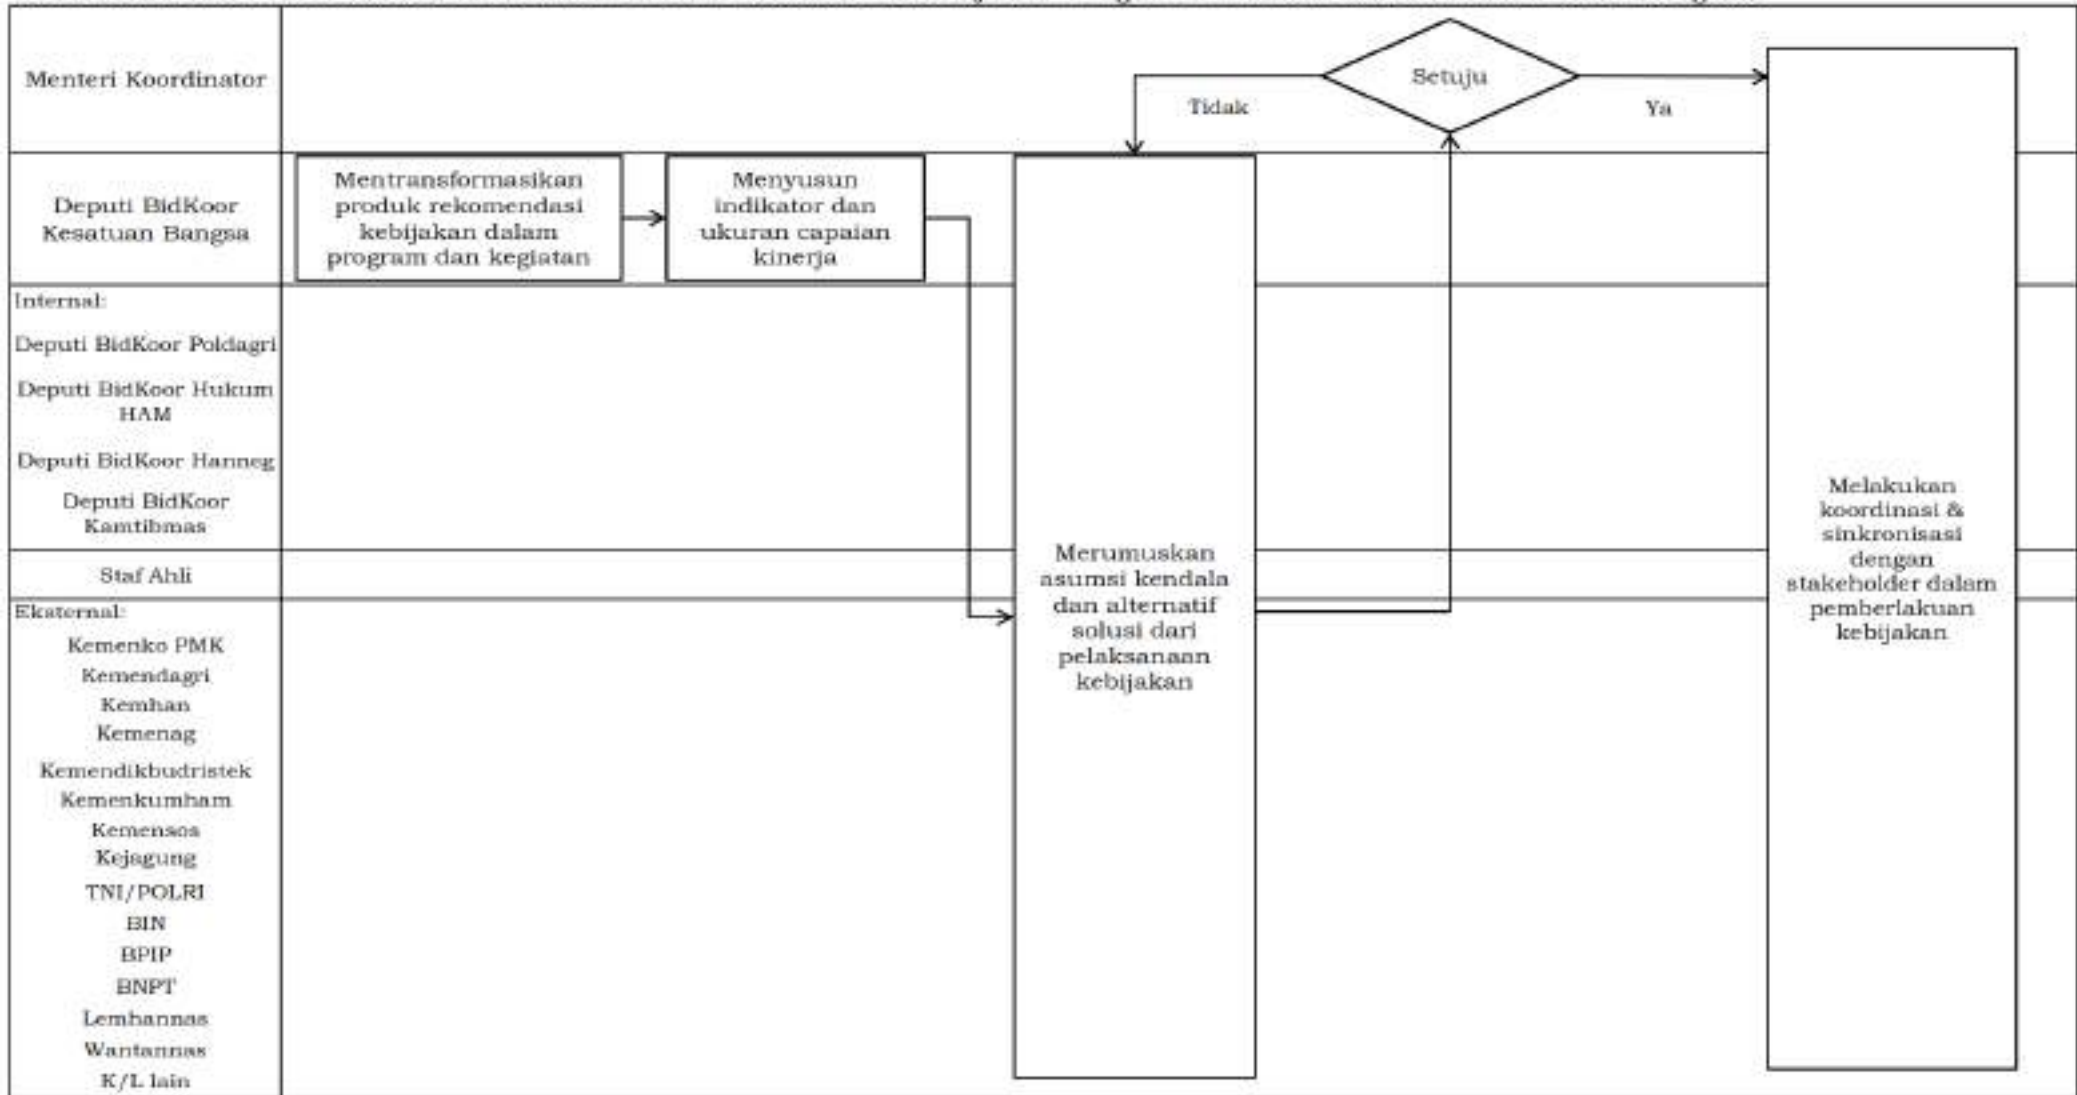 Menteri Koordinator
Setuju
Tidak
Ya
Deputi BidKoor
Kesatuan Bangsa
Mentransformasikan
produk rekomendasi
kebijakan dalam
program dan kegiatan
Menyusun
indikator dan
ukuran capaian
kinerja
Internal:
Deputi BidKoor Poldagri
Deputi BidKoor Hukum
HAM
Deputi BidKoor Hanneg
Deputi BidKoor
Kamtibmas
Staf Ahli
Eksternal:
Kemenko PMK
Kemendagri
Kemhan
Kemenag
Kemendikbudristek
Kemenkumham
Kemensos
Kejagung
TNI/POLRI
BIN
BPIP
BNPT
Lemhannas
Wantannas
K/L lain
Merumuskan
asumsi kendala
dan alternatif
solusi dari
pelaksanaan
kebijakan
Melakukan
koordinasi &
sinkronisasi
dengan
stakeholder dalam
pemberlakuan
kebijakan